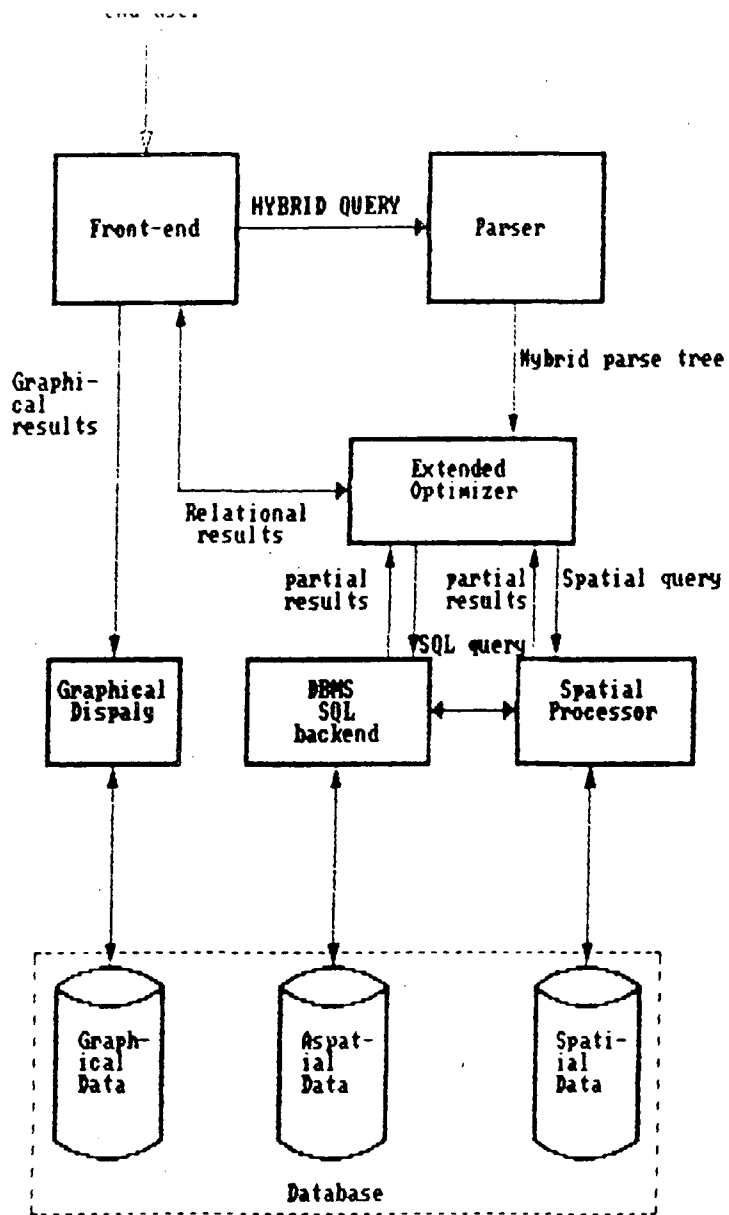 HYBRID QUERY
Front-end
Parser
Hybrid parse tree
Graphi-
cal
results
Extended
Optimizer
Relational
results
partial
results
partial
results
Spatial query
SQL query
Graphical
Dispaly
DBMS
SQL
backend
Spatial
Processor
Graph-
ical
Data
Aspat-
ial
Data
Spati-
ial
Data
Database